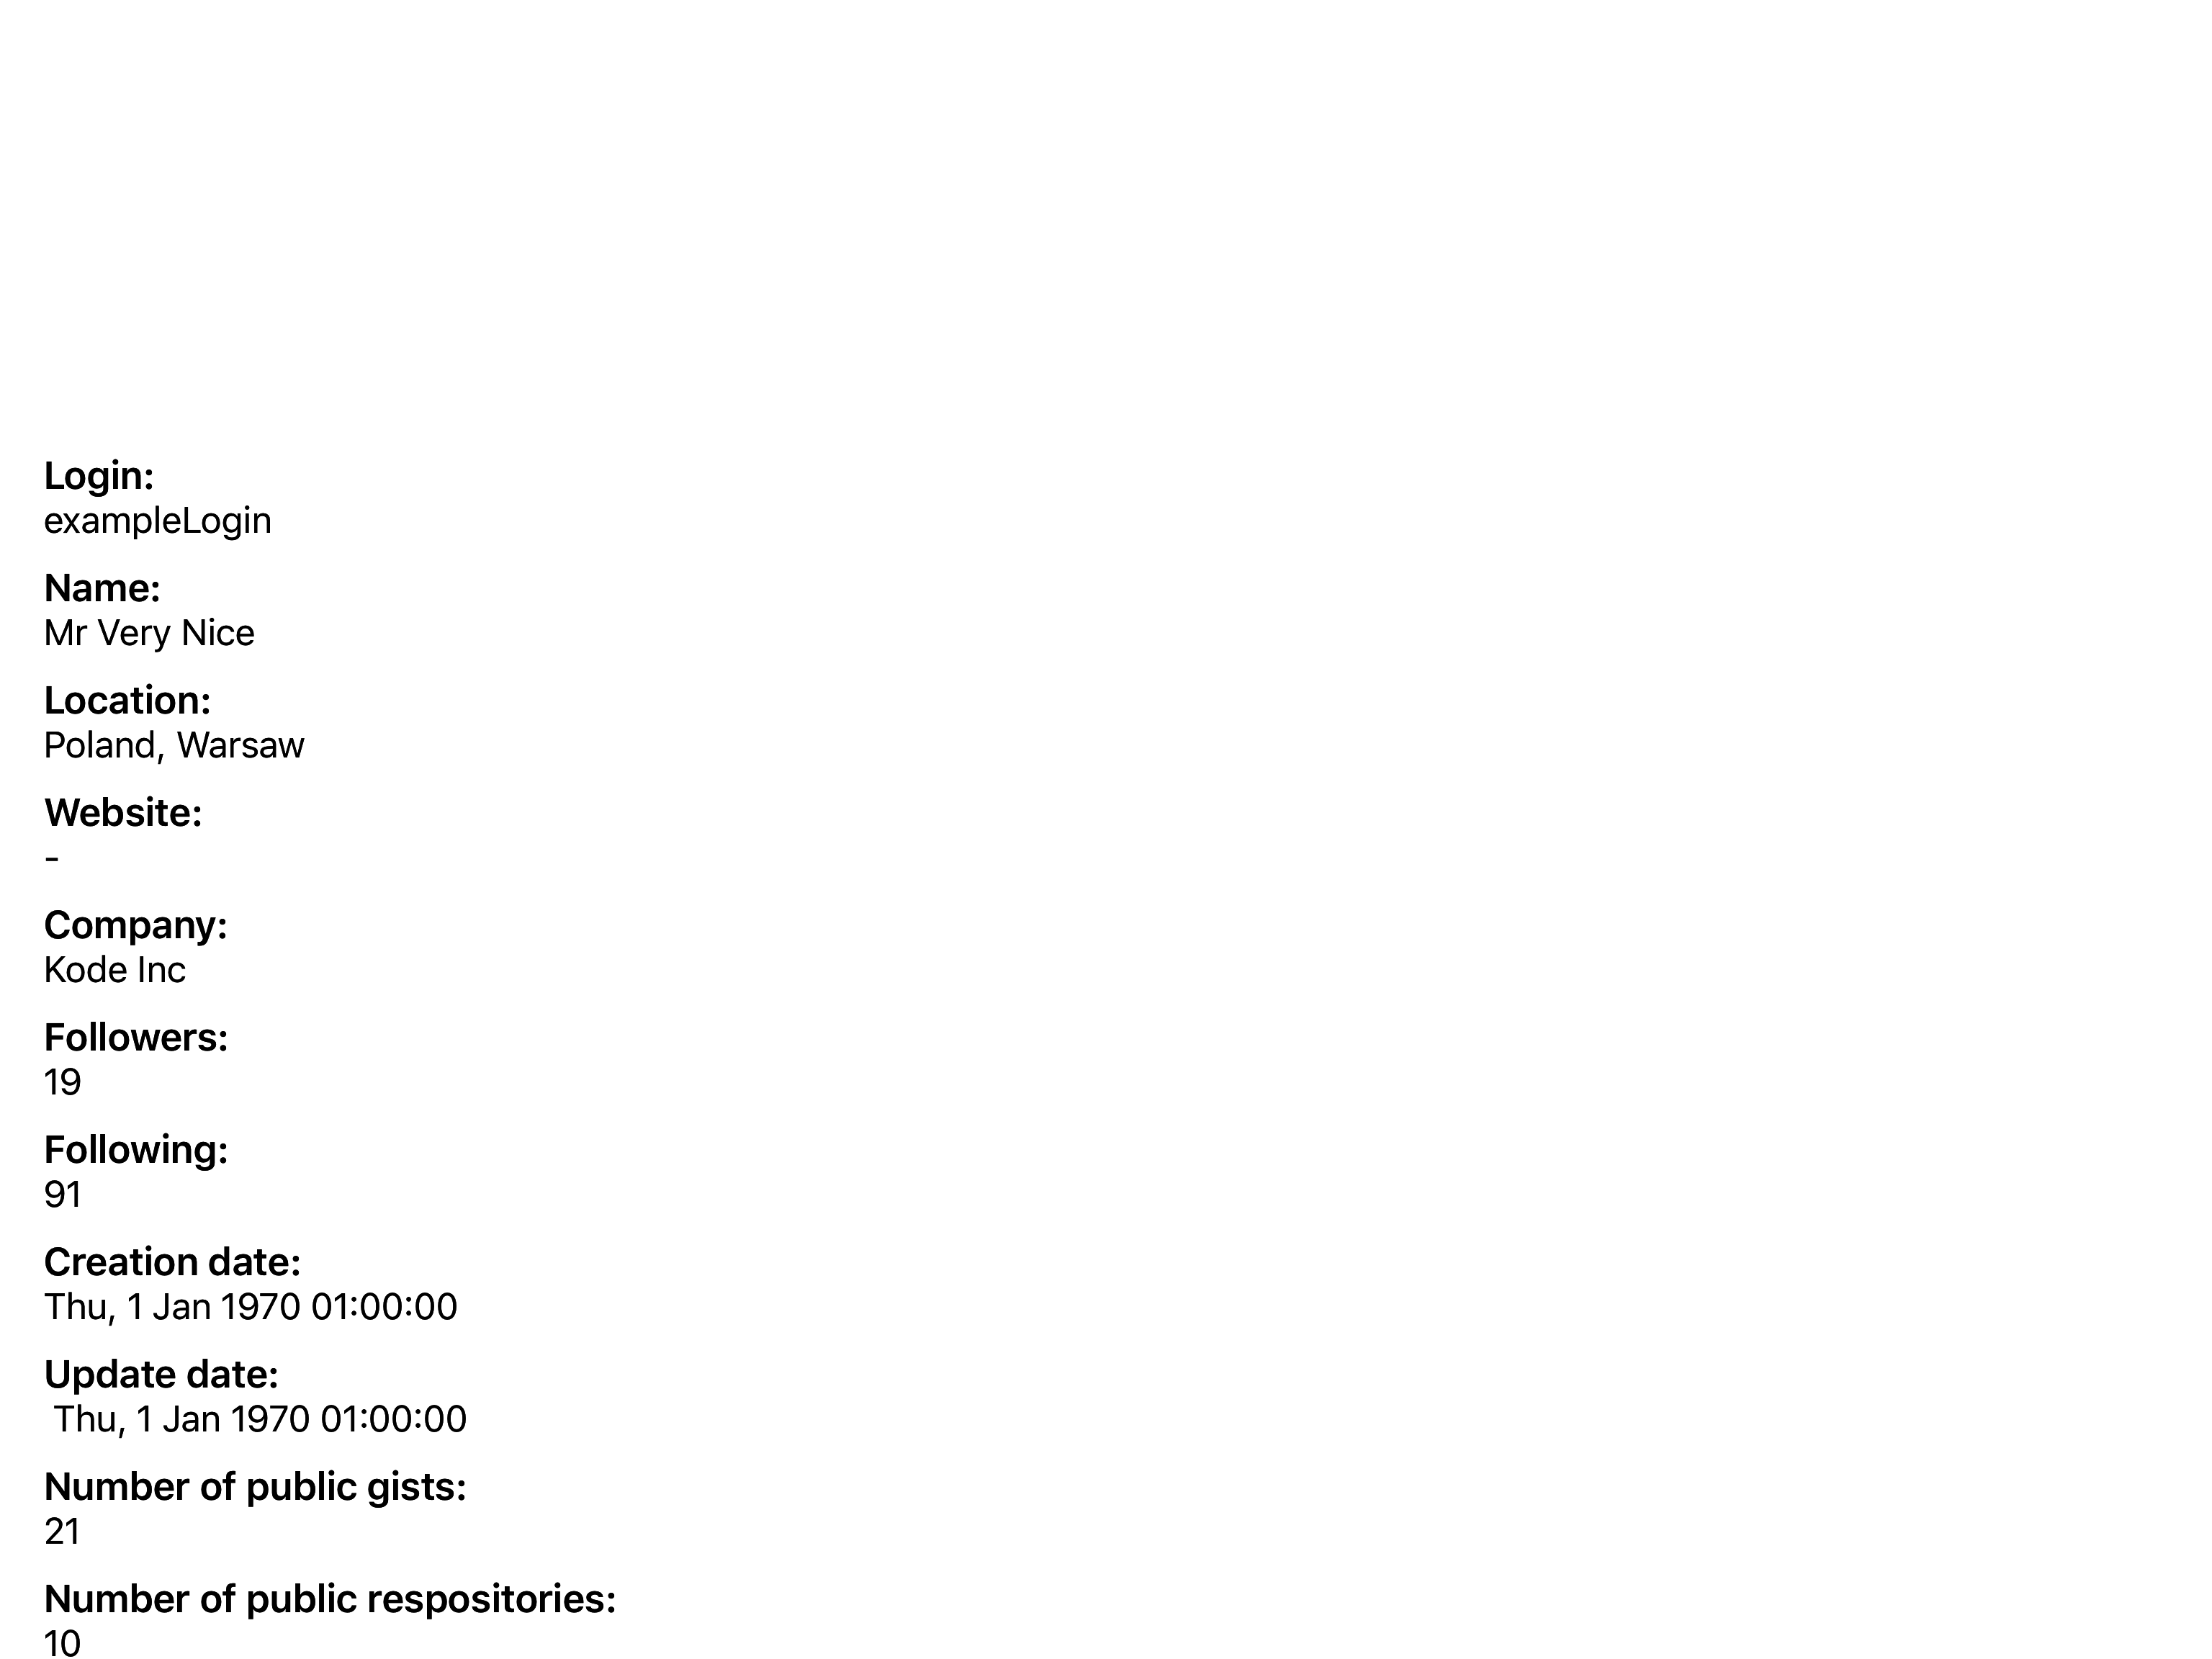 Login:
exampleLogin
Name:
Mr Very Nice
Location:
Poland, Warsaw
Website:
-
Company:
Kode Inc
Followers:
19
Following:
91
Creation date:
Thu, 1 Jan 1970 01:00:00
Update date:
Thu, 1 Jan 1970 01:00:00
Number of public gists:
21
Number of public respositories:
10